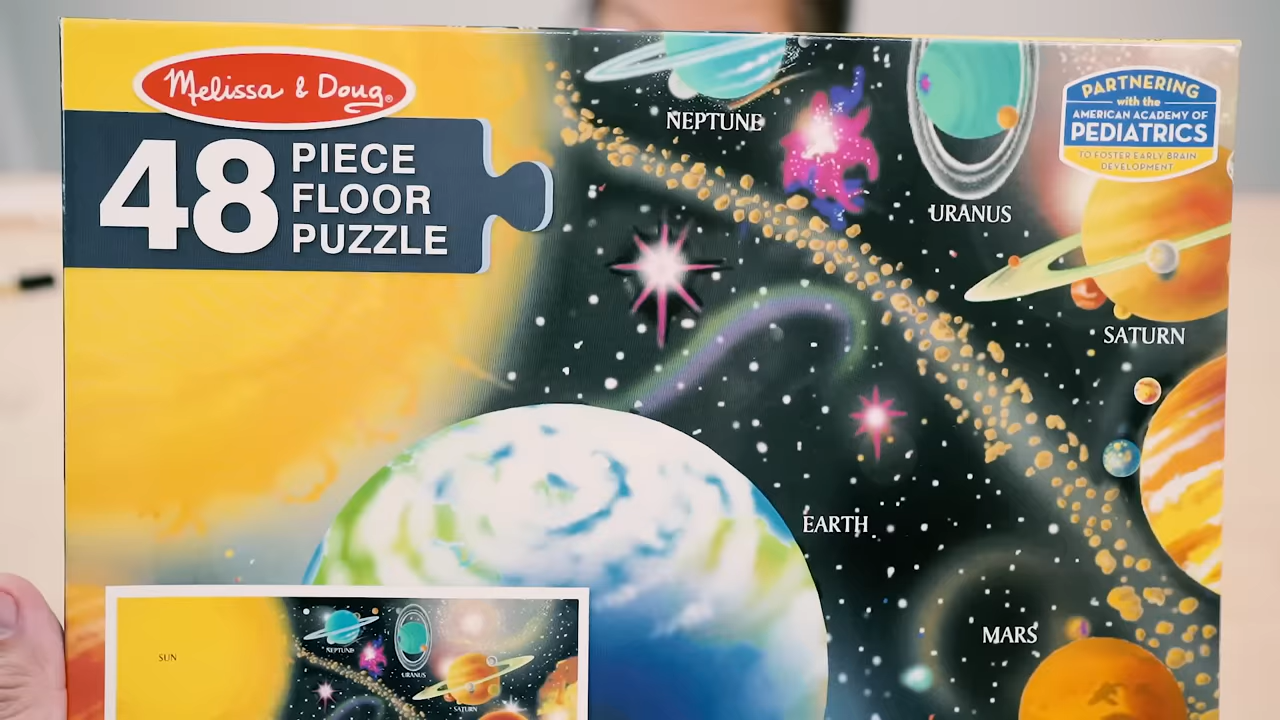 Melissa & Doug®
48
PIECE
FLOOR
PUZZLE
NEPTUNE
URANUS
PARTNERING
with the
AMERICAN ACADEMY OF
PEDIATRICS
TO FOSTER EARLY BRAIN
DEVELOPMENT
SATURN
EARTH
MARS
SUN
NEPTUNE
URANUS
SATURN